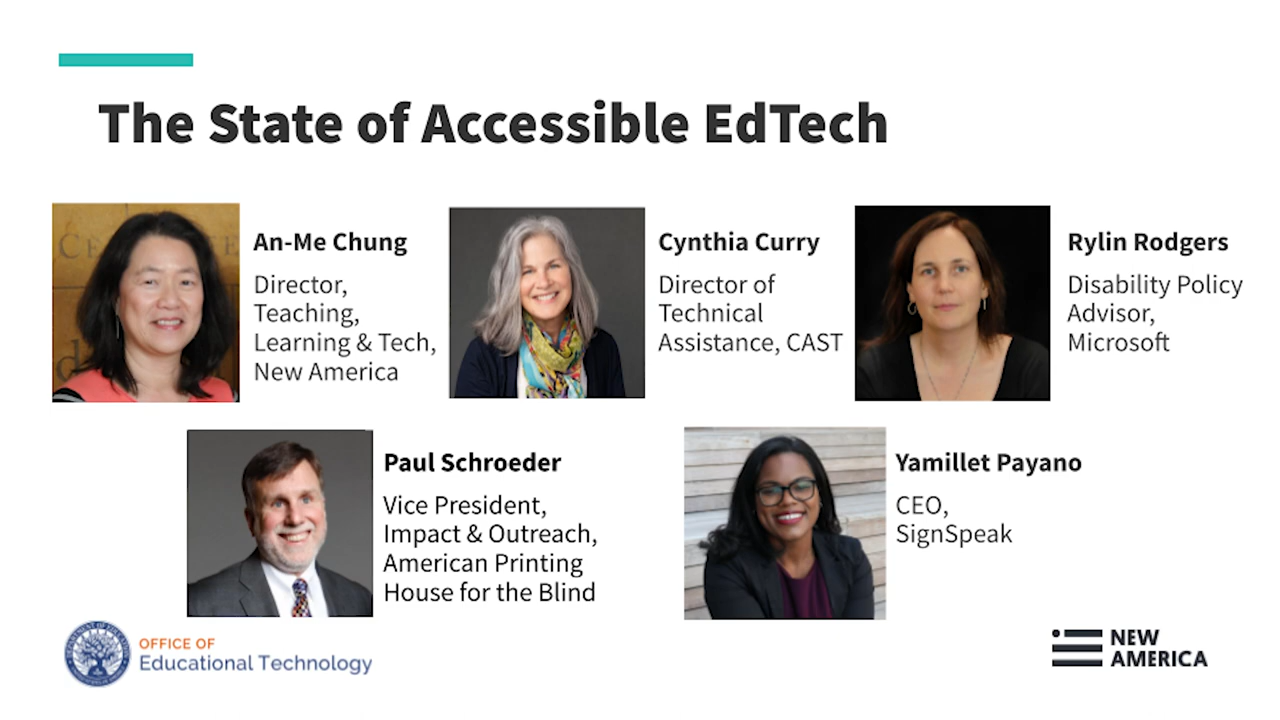 The State of Accessible EdTech
An-Me Chung
Director,
Teaching,
Learning & Tech,
New America
Cynthia Curry
Director of
Technical
Assistance, CAST
Rylin Rodgers
Disability Policy
Advisor,
Microsoft
Paul Schroeder
Vice President,
Impact & Outreach,
American Printing
House for the Blind
Yamillet Payano
CEO,
SignSpeak
OFFICE OF
Educational Technology
NEW
AMERICA